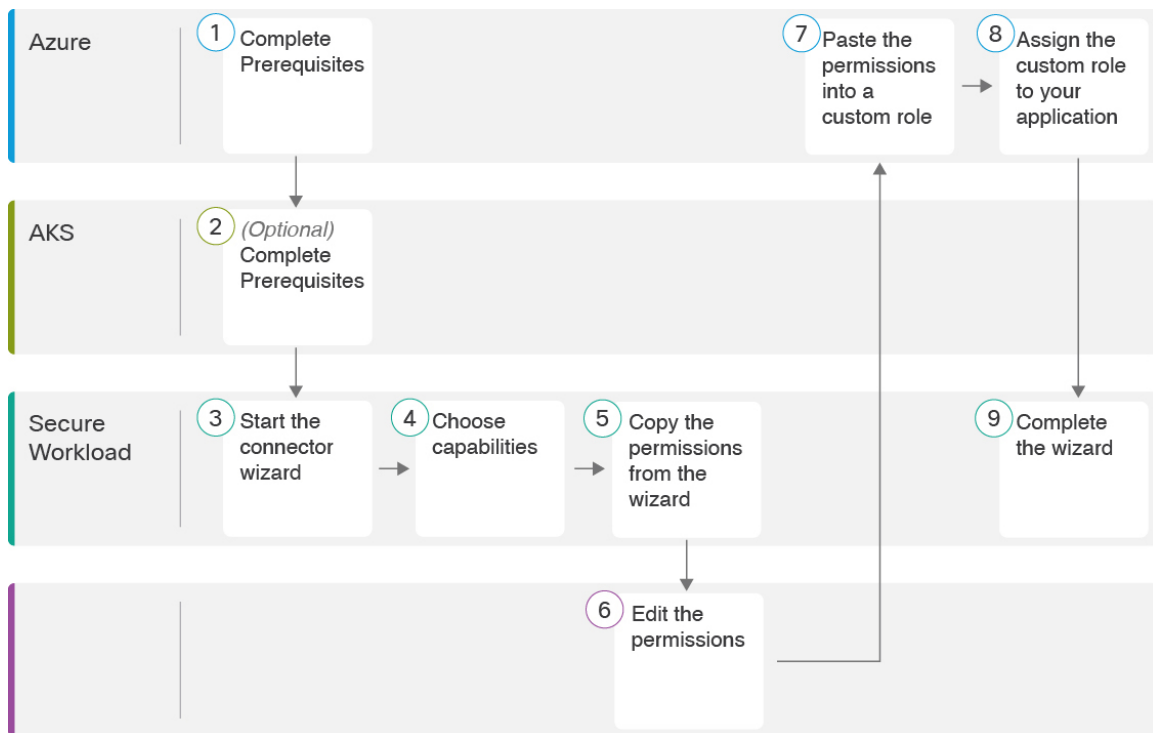 Azure
1
Complete
Prerequisites
7
Paste the
permissions
into a
custom role
8
Assign the
custom role
to your
application
AKS
2
(Optional)
Complete
Prerequisites
Secure
Workload
3
Start the
connector
wizard
4
Choose
capabilities
5
Copy the
permissions
from the
wizard
9
Complete
the wizard
6
Edit the
permissions